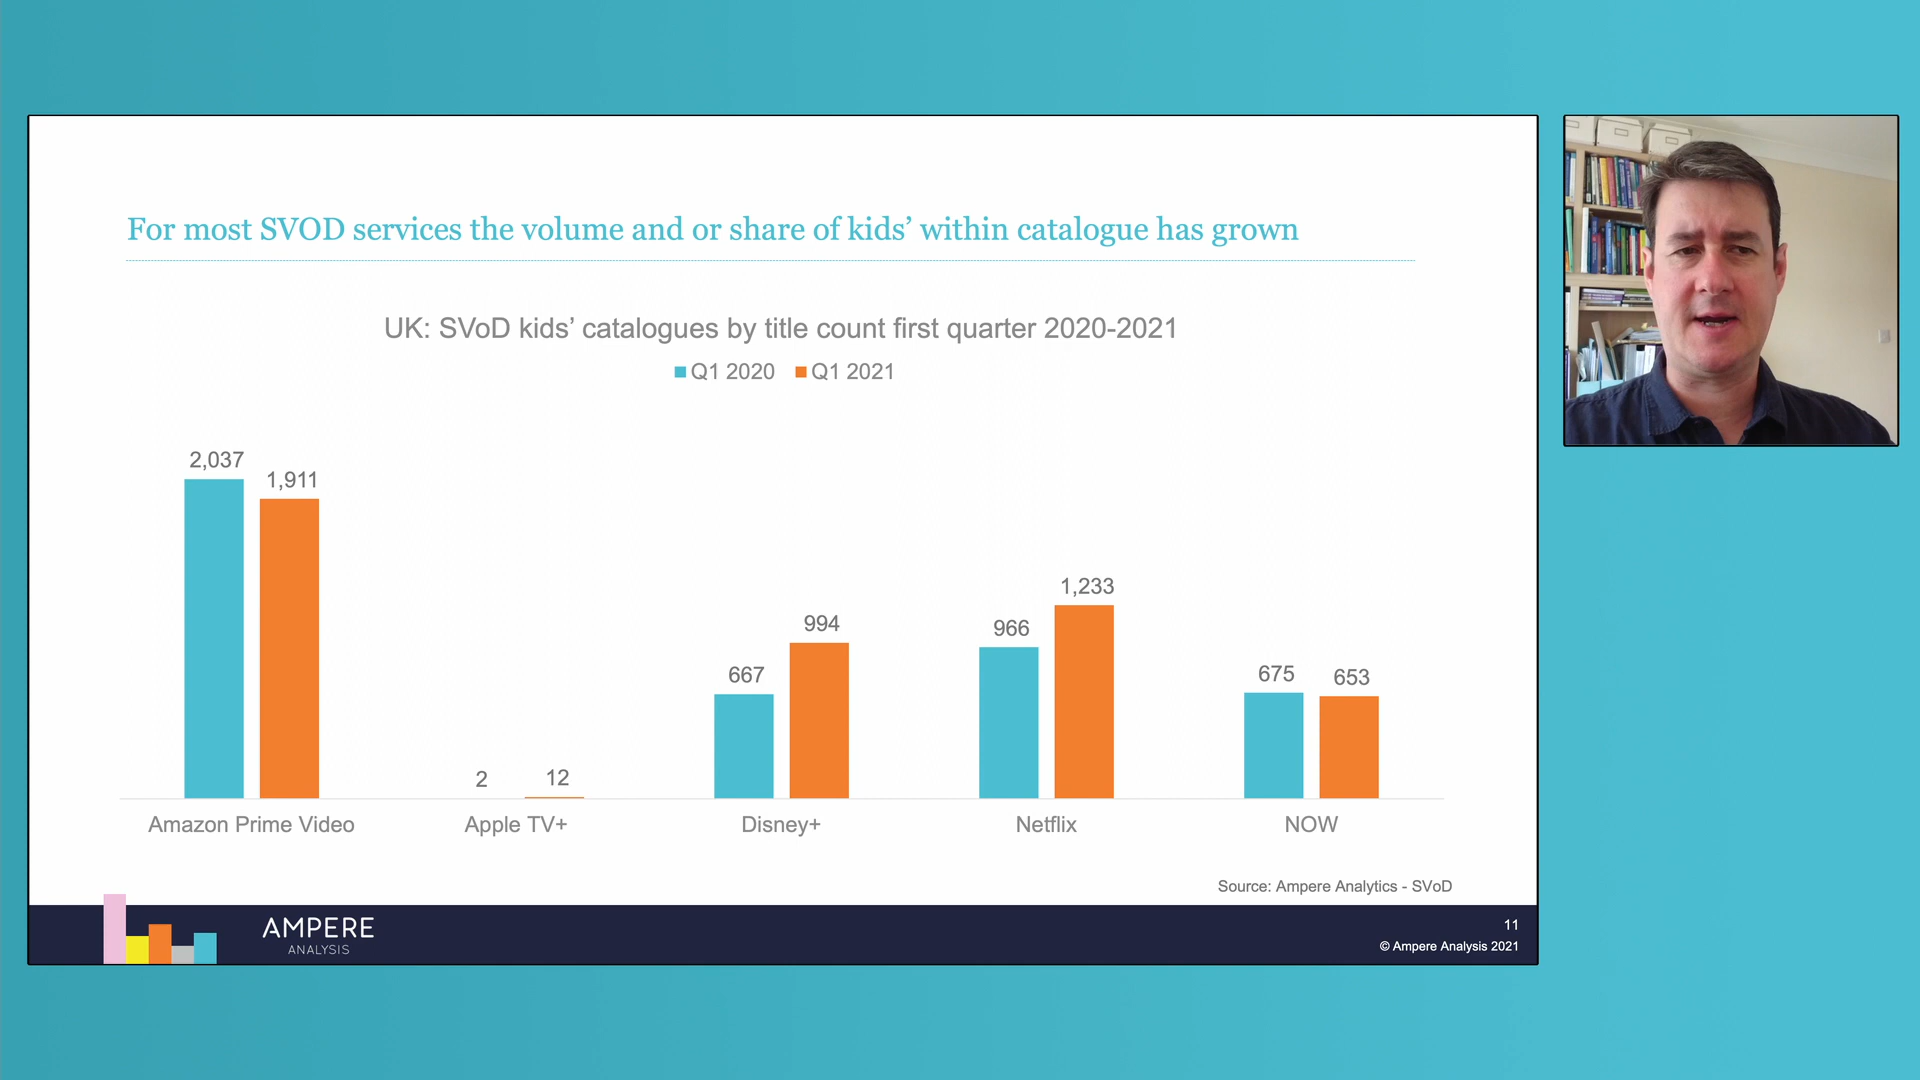 For most SVOD services the volume and or share of kids’ within catalogue has grown
UK: SVoD kids’ catalogues by title count first quarter 2020-2021
Q1 2020 Q1 2021
2,037
1,911
2
12
667
994
966
1,233
675
653
Amazon Prime Video
Apple TV+
Disney+
Netflix
NOW
Source: Ampere Analytics - SVoD
AMPERE
ANALYSIS
11
© Ampere Analysis 2021